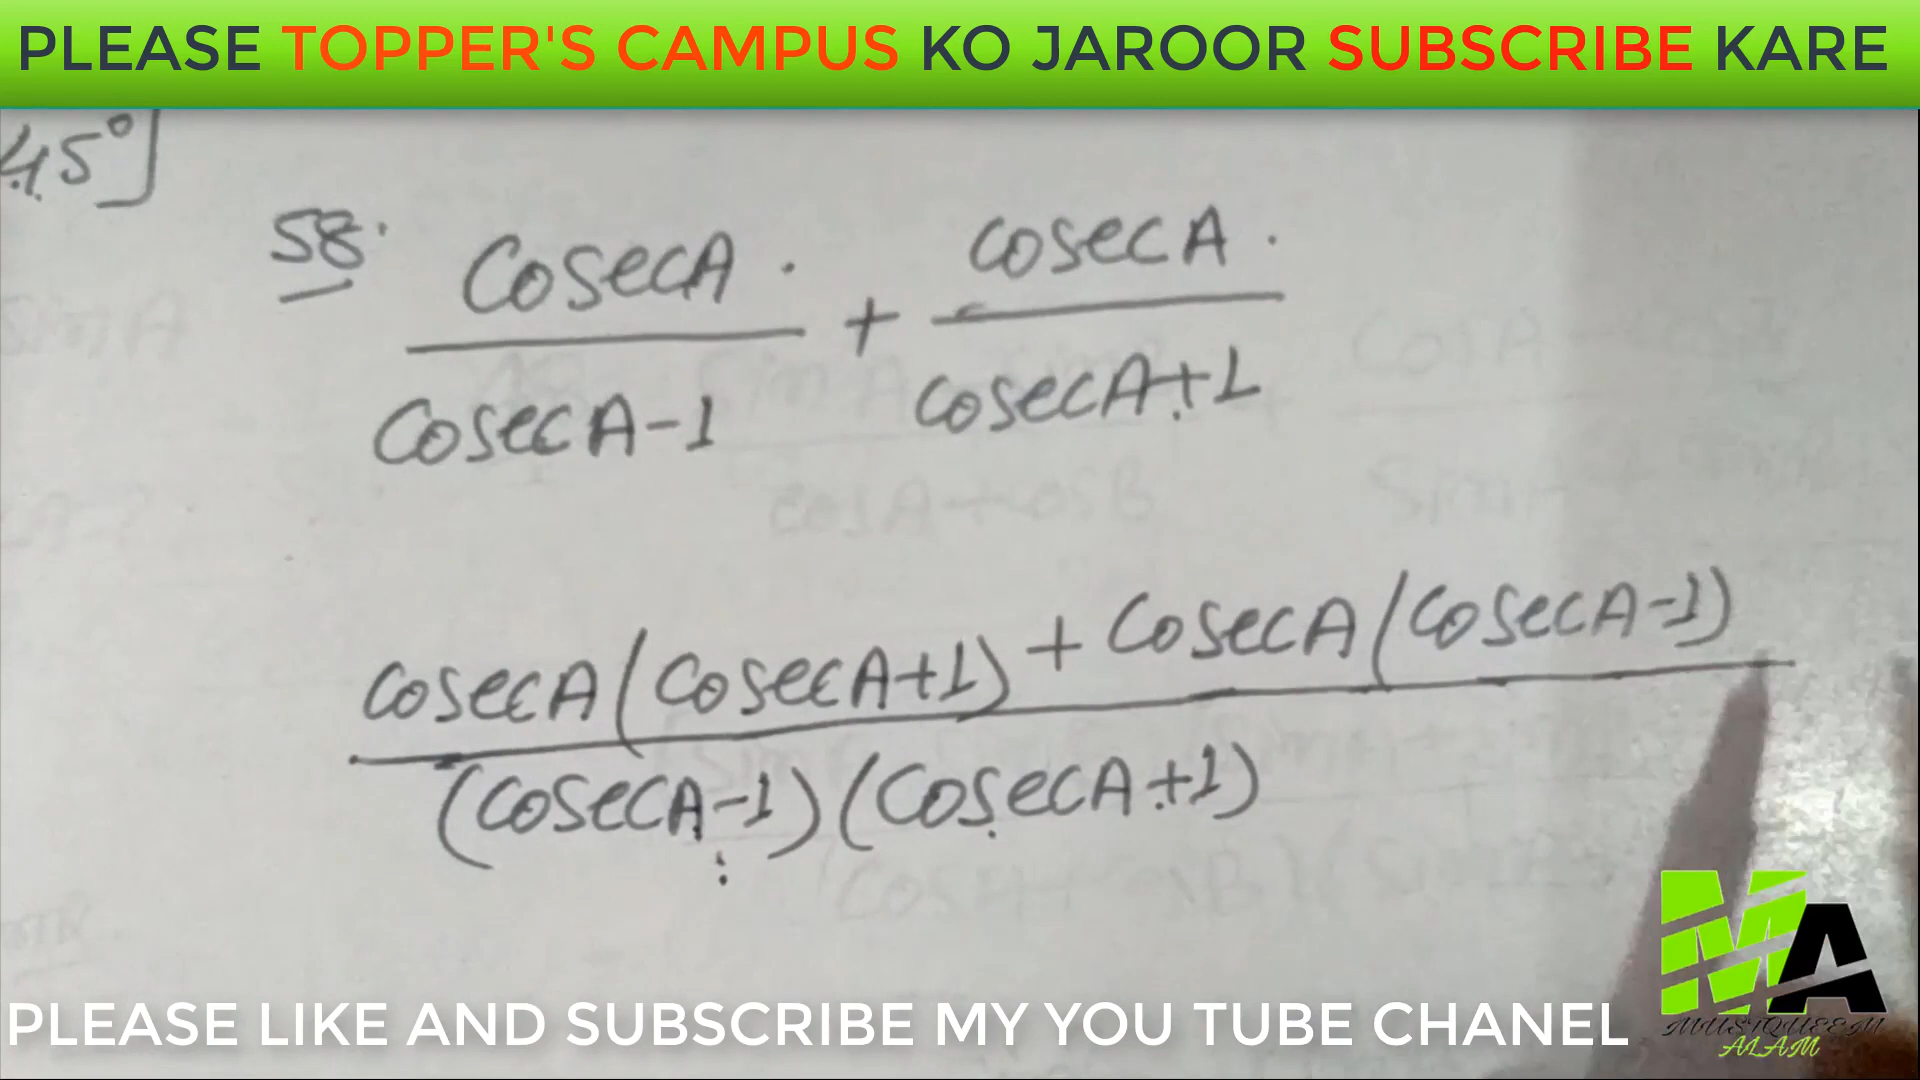 PLEASE TOPPER'S CAMPUS KO JAROOR SUBSCRIBE KARE
45°]
58. CosecA / CosecA-1 + cosecA / cosecA+1
cosecA(cosecA+1) + cosecA(cosecA-1)
(cosecA-1)(cosecA+1)
PLEASE LIKE AND SUBSCRIBE MY YOU TUBE CHANEL
MA
MUSTQUEEM
ALAM